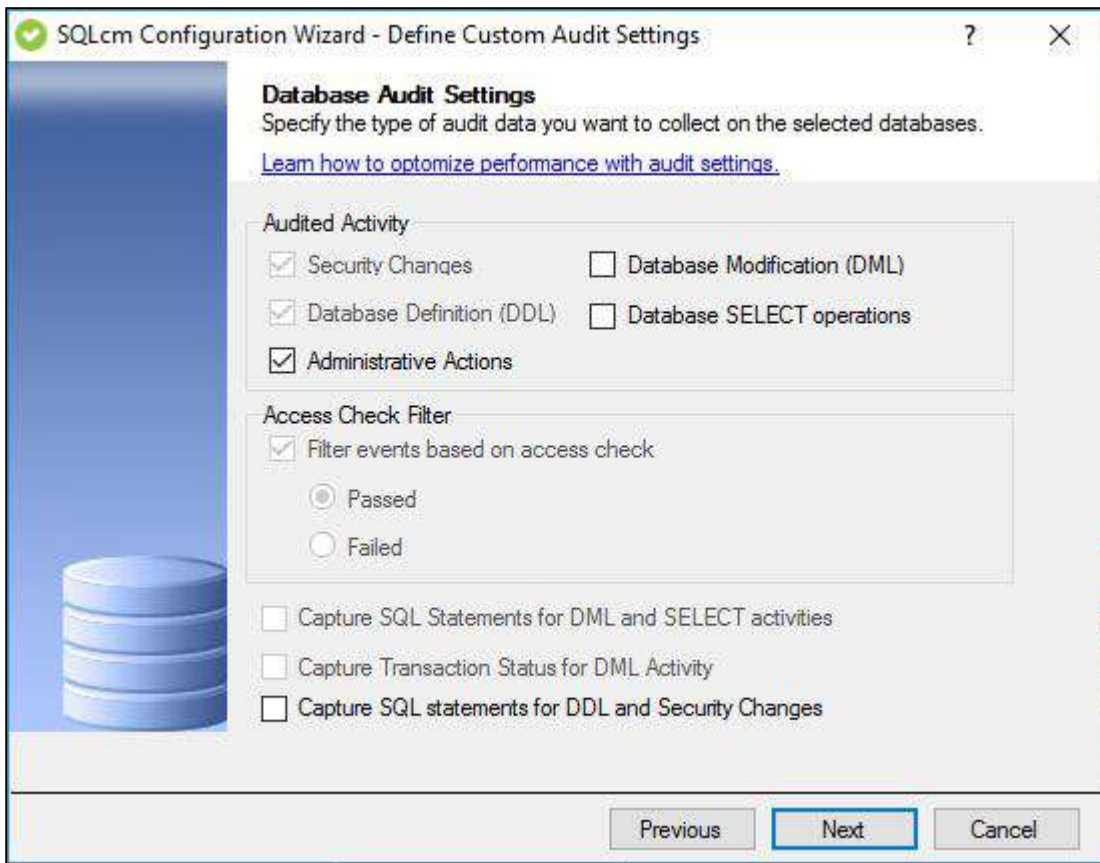 SQLcm Configuration Wizard - Define Custom Audit Settings ?
Database Audit Settings
Specify the type of audit data you want to collect on the selected databases.
Learn how to optomize performance with audit settings.
Audited Activity
Security Changes
Database Modification (DML)
Database Definition (DDL)
Database SELECT operations
Administrative Actions
Access Check Filter
Filter events based on access check
Passed
Failed
Capture SQL Statements for DML and SELECT activities
Capture Transaction Status for DML Activity
Capture SQL statements for DDL and Security Changes
Previous
Next
Cancel